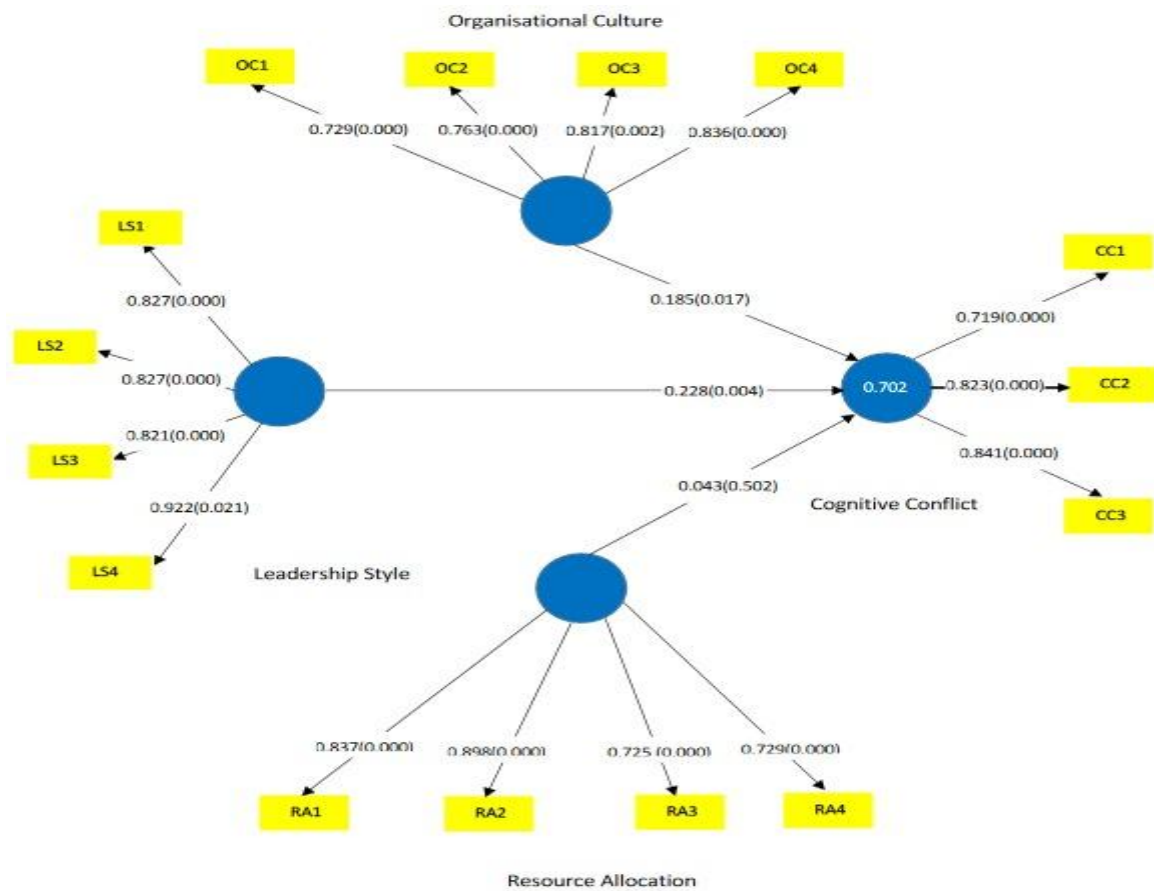 Organisational Culture
OC1 OC2 OC3 OC4
0.729(0.000) 0.763(0.000) 0.817(0.002) 0.836(0.000)
LS1
CC1
0.827(0.000)
0.185(0.017)
0.719(0.000)
LS2
0.827(0.000)
0.228(0.004)
0.702
0.823(0.000)
CC2
LS3
0.821(0.000)
0.841(0.000)
0.043(0.502)
0.922(0.021)
Cognitive Conflict
CC3
LS4
Leadership Style
0.837(0.000) 0.898(0.000) 0.725 (0.000) 0.729(0.000)
RA1 RA2 RA3 RA4
Resource Allocation